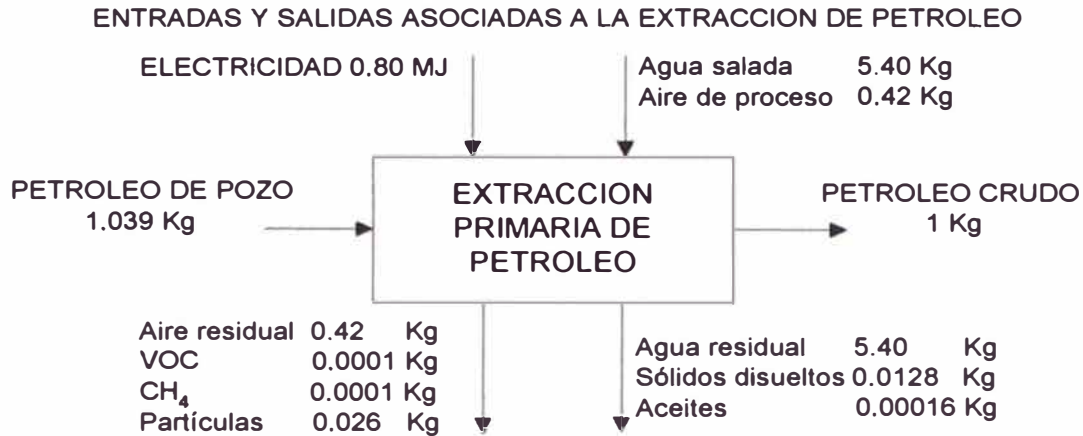 ENTRADAS Y SALIDAS ASOCIADAS A LA EXTRACCION DE PETROLEO
ELECTRICIDAD 0.80 MJ
Agua salada 5.40 Kg
Aire de proceso 0.42 Kg
PETROLEO DE POZO
1.039 Kg
EXTRACCION
PRIMARIA DE
PETROLEO
PETROLEO CRUDO
1 Kg
Aire residual 0.42 Kg
VOC 0.0001 Kg
CH₄ 0.0001 Kg
Partículas 0.026 Kg
Agua residual 5.40 Kg
Sólidos disueltos 0.0128 Kg
Aceites 0.00016 Kg